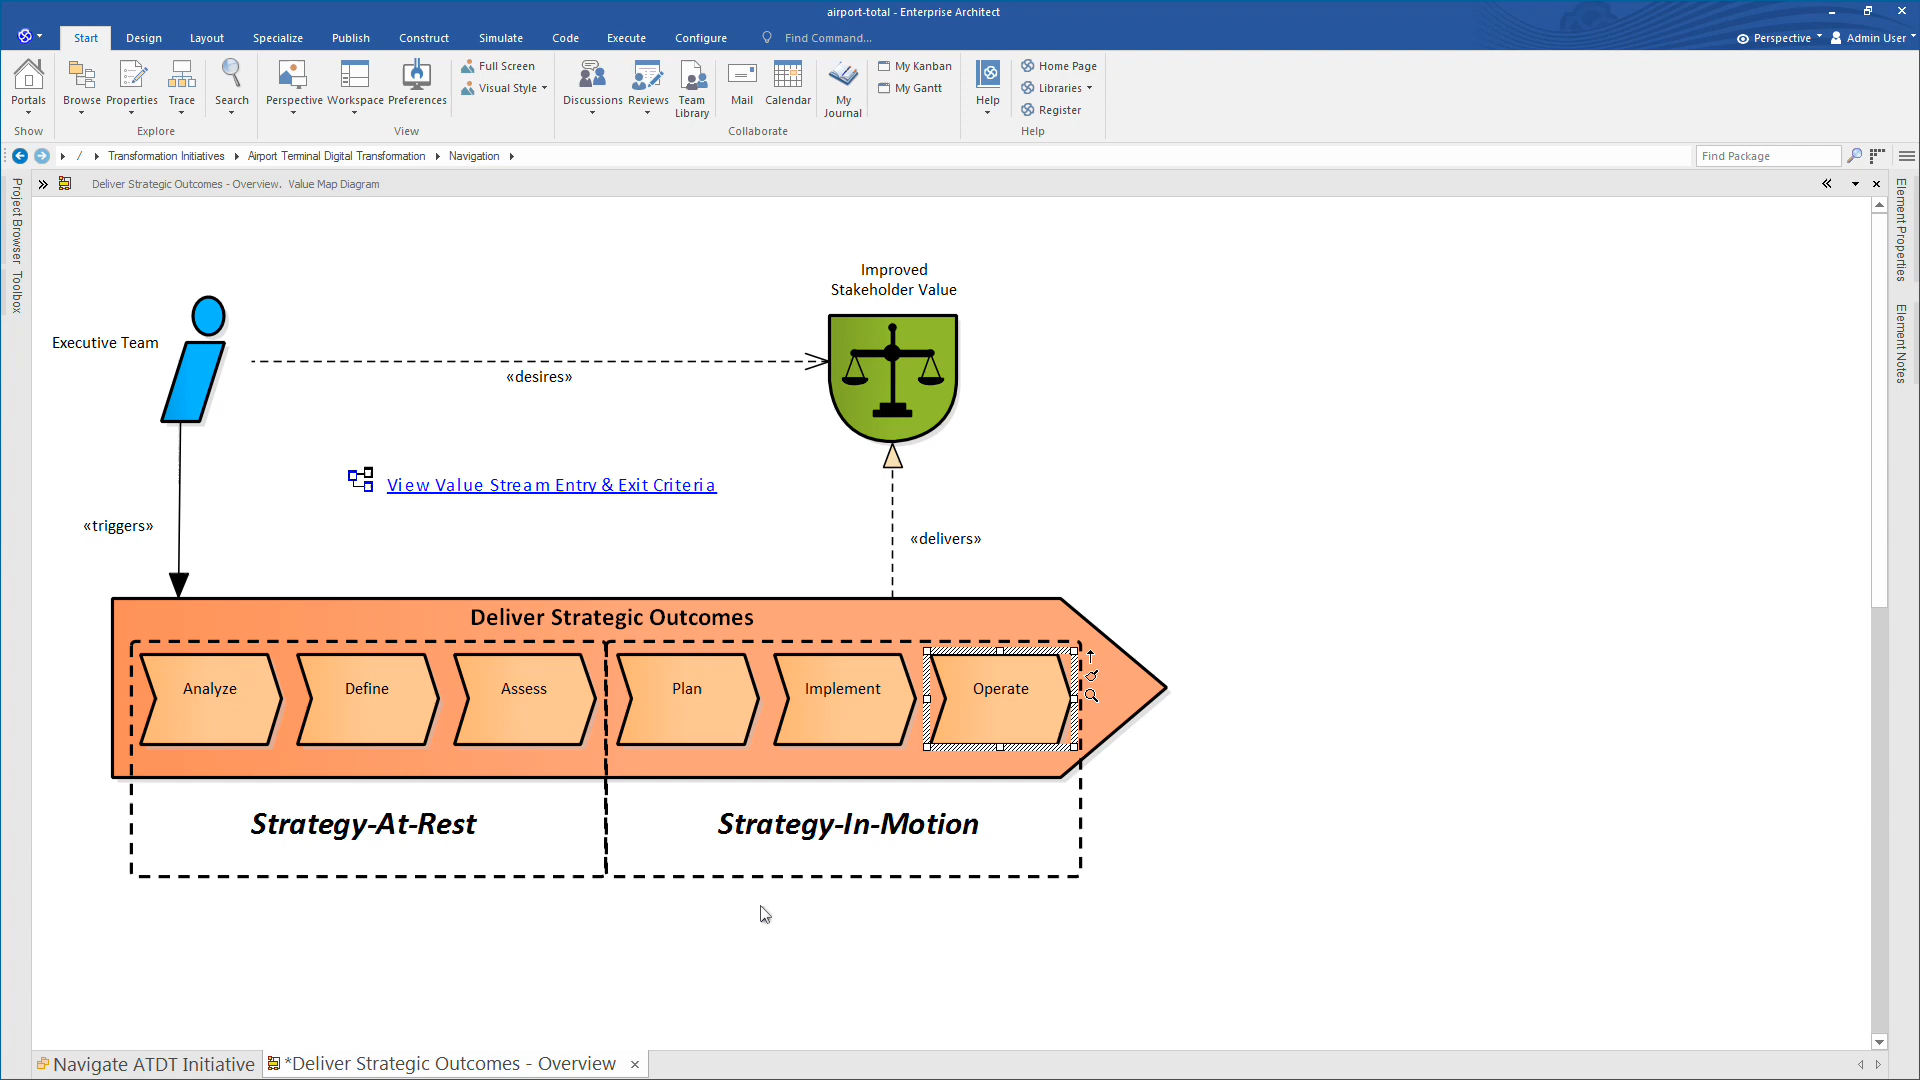 airport-total - Enterprise Architect
Start Design Layout Specialize Publish Construct Simulate Code Execute Configure Find Command... Perspective Admin User
Portals Browse Properties Trace Search Perspective Workspace Preferences Full Screen Discussions Reviews Team Library Mail Calendar My Journal My Kanban Help Home Page
Visual Style My Gantt Libraries
Register
Show Explore View Collaborate Help
/ Transformation Initiatives Airport Terminal Digital Transformation Navigation Find Package
Deliver Strategic Outcomes - Overview. Value Map Diagram
Project Browser
Toolbox
Element Properties
Element Notes
Improved
Stakeholder Value
Executive Team
«desires»
View Value Stream Entry & Exit Criteria
«triggers»
«delivers»
Deliver Strategic Outcomes
Analyze Define Assess Plan Implement Operate
Strategy-At-Rest Strategy-In-Motion
Navigate ATDT Initiative *Deliver Strategic Outcomes - Overview